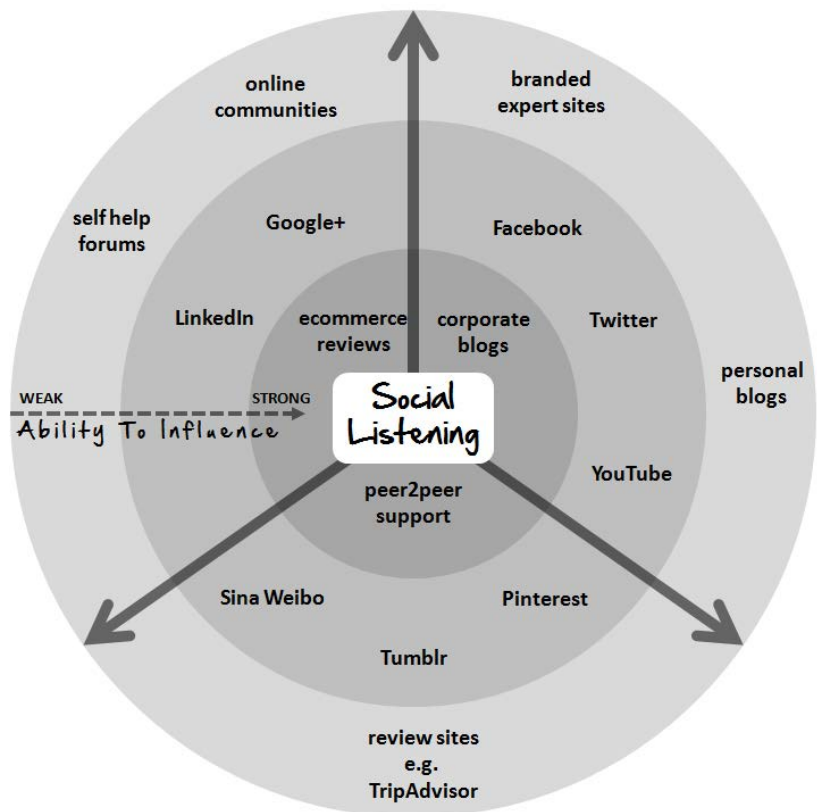 online
communities
branded
expert sites
self help
forums
Google+
Facebook
LinkedIn
ecommerce
reviews
corporate
blogs
Twitter
personal
blogs
WEAK
STRONG
Ability To Influence
Social
Listening
YouTube
peer2peer
support
Sina Weibo
Pinterest
Tumblr
review sites
e.g.
TripAdvisor